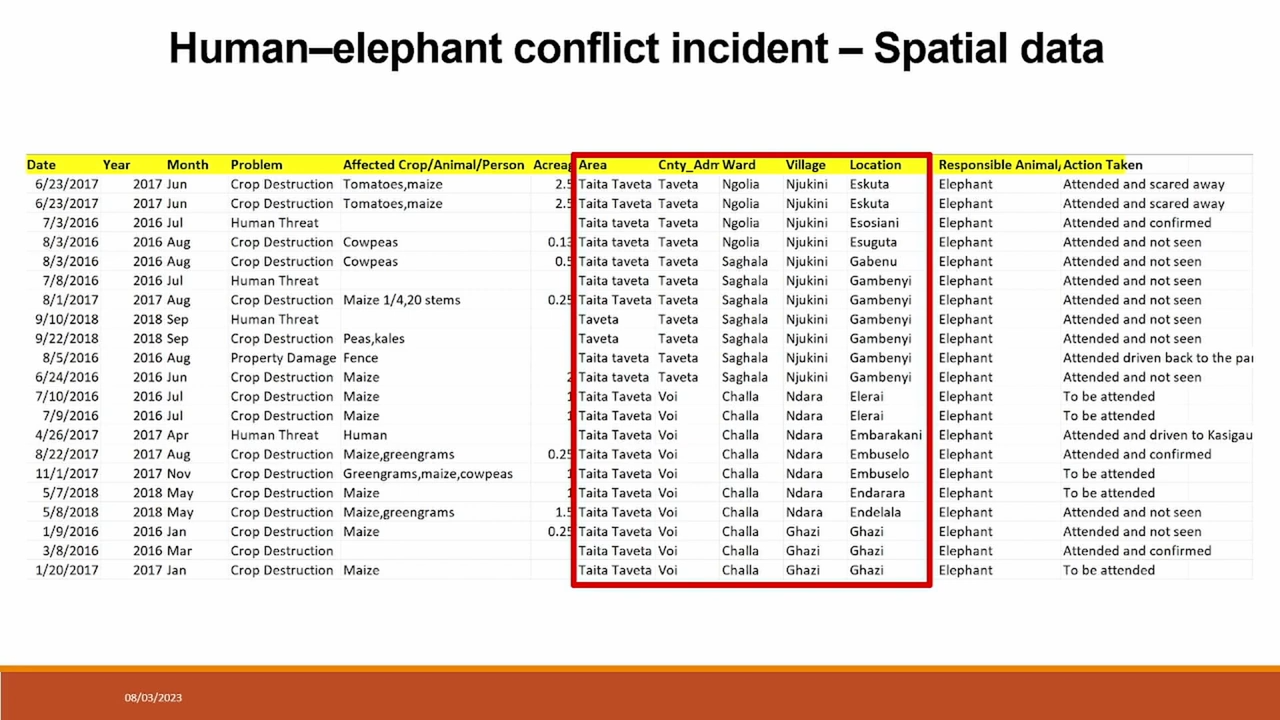 Human–elephant conflict incident – Spatial data
Date Year Month Problem Affected Crop/Animal/Person Acreag Area Cnty_Adm Ward Village Location Responsible Animal, Action Taken
6/23/2017 2017 Jun Crop Destruction Tomatoes,maize 2.5 Taita Taveta Taveta Ngolia Njukini Eskuta Elephant Attended and scared away
6/23/2017 2017 Jun Crop Destruction Tomatoes,maize 2.5 Taita Taveta Taveta Ngolia Njukini Eskuta Elephant Attended and scared away
7/3/2016 2016 Jul Human Threat Taita taveta Taveta Ngolia Njukini Esosiani Elephant Attended and confirmed
8/3/2016 2016 Aug Crop Destruction Cowpeas 0.13 Taita taveta Taveta Ngolia Njukini Esuguta Elephant Attended and not seen
8/3/2016 2016 Aug Crop Destruction Cowpeas 0.5 Taita taveta Taveta Saghala Njukini Gabenu Elephant Attended and not seen
7/8/2016 2016 Jul Human Threat Taita taveta Taveta Saghala Njukini Gambenyi Elephant Attended and not seen
8/1/2017 2017 Aug Crop Destruction Maize 1/4,20 stems 0.25 Taita Taveta Taveta Saghala Njukini Gambenyi Elephant Attended and not seen
9/10/2018 2018 Sep Human Threat Taveta Taveta Saghala Njukini Gambenyi Elephant Attended and not seen
9/22/2018 2018 Sep Crop Destruction Peas,kales Taveta Taveta Saghala Njukini Gambenyi Elephant Attended and not seen
8/5/2016 2016 Aug Property Damage Fence Taita taveta Taveta Saghala Njukini Gambenyi Elephant Attended driven back to the par
6/24/2016 2016 Jun Crop Destruction Maize 2 Taita taveta Taveta Saghala Njukini Gambenyi Elephant Attended and not seen
7/10/2016 2016 Jul Crop Destruction Maize 1 Taita Taveta Voi Challa Ndara Elerai Elephant To be attended
7/9/2016 2016 Jul Crop Destruction Maize 1 Taita Taveta Voi Challa Ndara Elerai Elephant To be attended
4/26/2017 2017 Apr Human Threat Human Taita Taveta Voi Challa Ndara Embarakani Elephant Attended and driven to Kasigau
8/22/2017 2017 Aug Crop Destruction Maize,greengrams 0.25 Taita Taveta Voi Challa Ndara Embuselo Elephant Attended and confirmed
11/1/2017 2017 Nov Crop Destruction Greengrams,maize,cowpeas 1 Taita Taveta Voi Challa Ndara Embuselo Elephant To be attended
5/7/2018 2018 May Crop Destruction Maize 1 Taita Taveta Voi Challa Ndara Endarara Elephant To be attended
5/8/2018 2018 May Crop Destruction Maize,greengrams 1.5 Taita Taveta Voi Challa Ndara Endelala Elephant Attended and not seen
1/9/2016 2016 Jan Crop Destruction Maize 0.25 Taita Taveta Voi Challa Ghazi Ghazi Elephant Attended and not seen
3/8/2016 2016 Mar Crop Destruction Taita Taveta Voi Challa Ghazi Ghazi Elephant Attended and confirmed
1/20/2017 2017 Jan Crop Destruction Maize Taita Taveta Voi Challa Ghazi Ghazi Elephant To be attended
08/03/2023